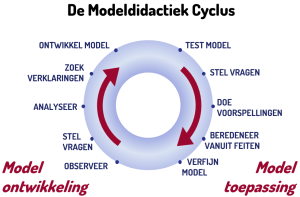 De Modeldidactiek Cyclus
ONTWIKKEL MODEL
TEST MODEL
ZOEK
VERKLARINGEN
STEL VRAGEN
ANALYSEER
DOE
VOORSPELLINGEN
STEL
VRAGEN
BEREDENEER
VANUIT FEITEN
OBSERVEER
VERFIJN
MODEL
Model
ontwikkeling
Model
toepassing